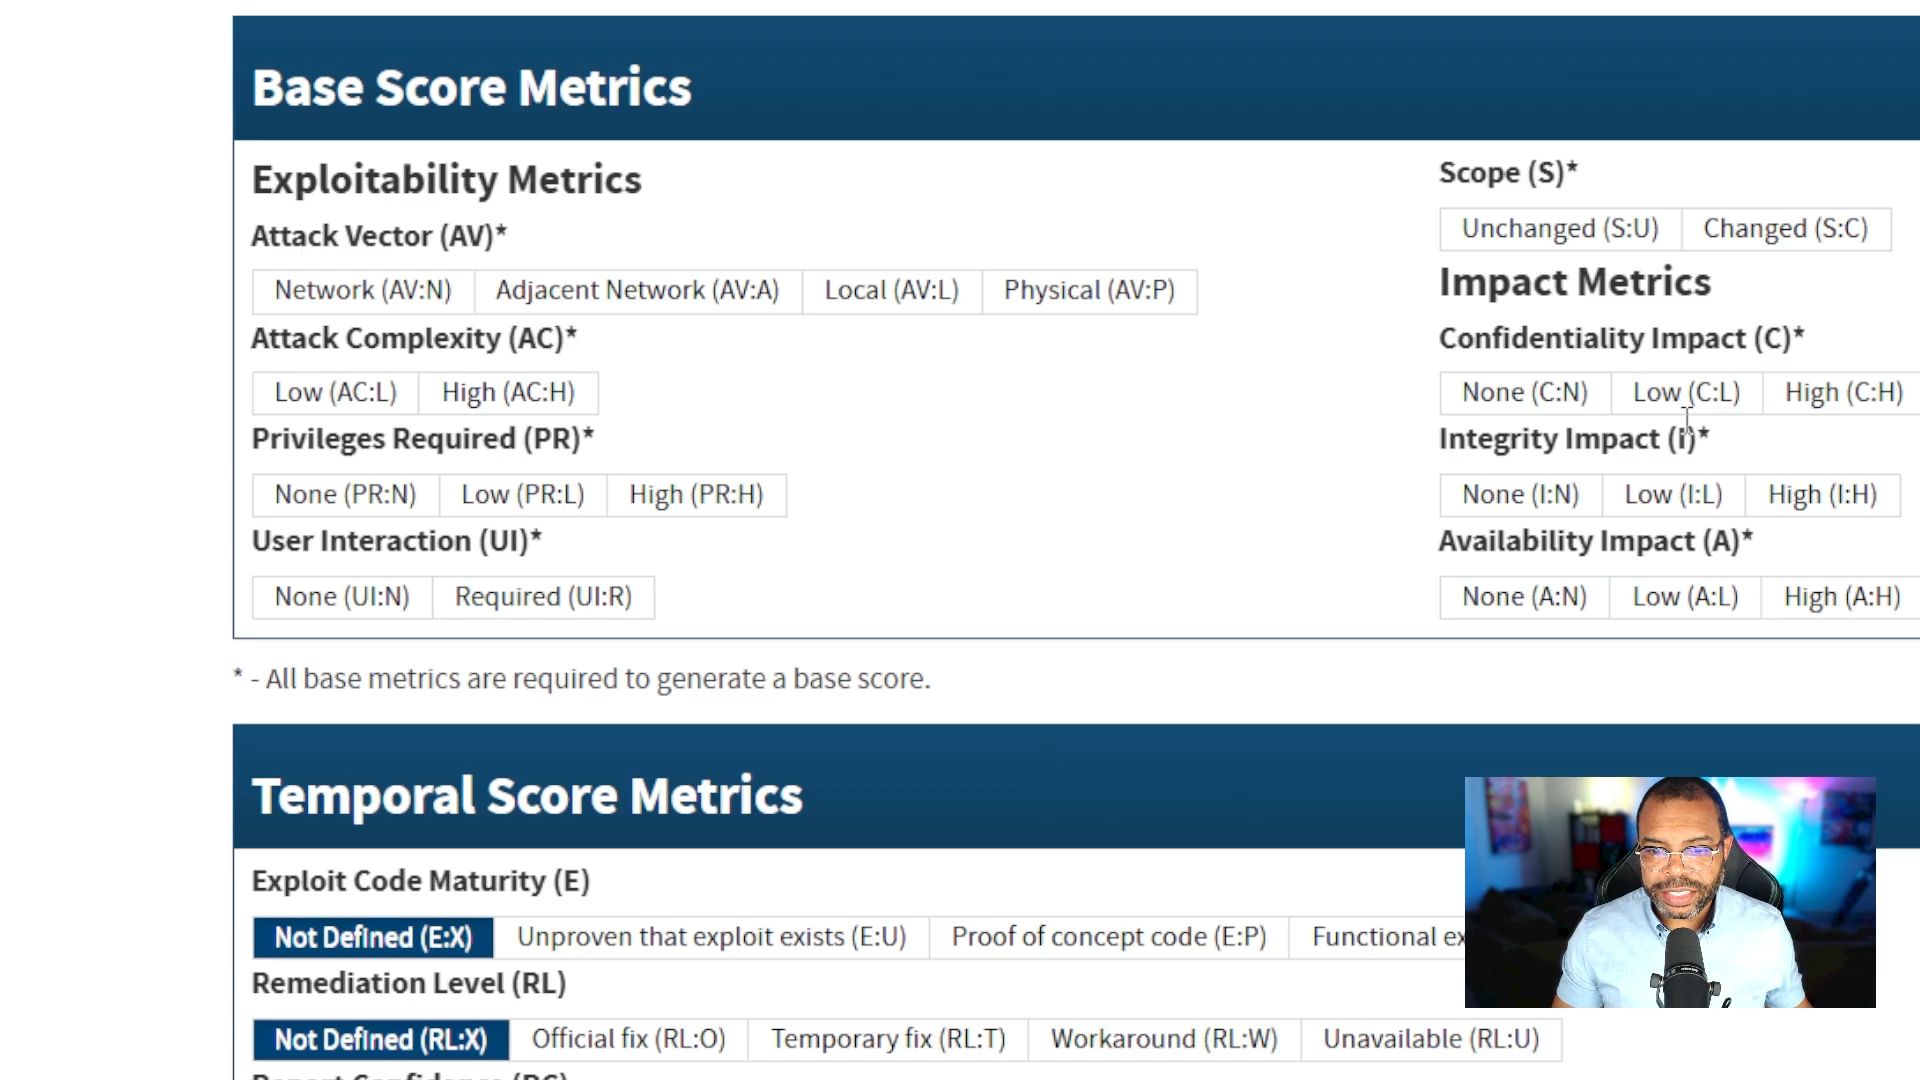 Base Score Metrics
Exploitability Metrics
Attack Vector (AV)*
Network (AV:N) Adjacent Network (AV:A) Local (AV:L) Physical (AV:P)
Attack Complexity (AC)*
Low (AC:L) High (AC:H)
Privileges Required (PR)*
None (PR:N) Low (PR:L) High (PR:H)
User Interaction (UI)*
None (UI:N) Required (UI:R)
Scope (S)*
Unchanged (S:U) Changed (S:C)
Impact Metrics
Confidentiality Impact (C)*
None (C:N) Low (C:L) High (C:H)
Integrity Impact (I)*
None (I:N) Low (I:L) High (I:H)
Availability Impact (A)*
None (A:N) Low (A:L) High (A:H)
* - All base metrics are required to generate a base score.
Temporal Score Metrics
Exploit Code Maturity (E)
Not Defined (E:X) Unproven that exploit exists (E:U) Proof of concept code (E:P) Functional
Remediation Level (RL)
Not Defined (RL:X) Official fix (RL:O) Temporary fix (RL:T) Workaround (RL:W) Unavailable (RL:U)